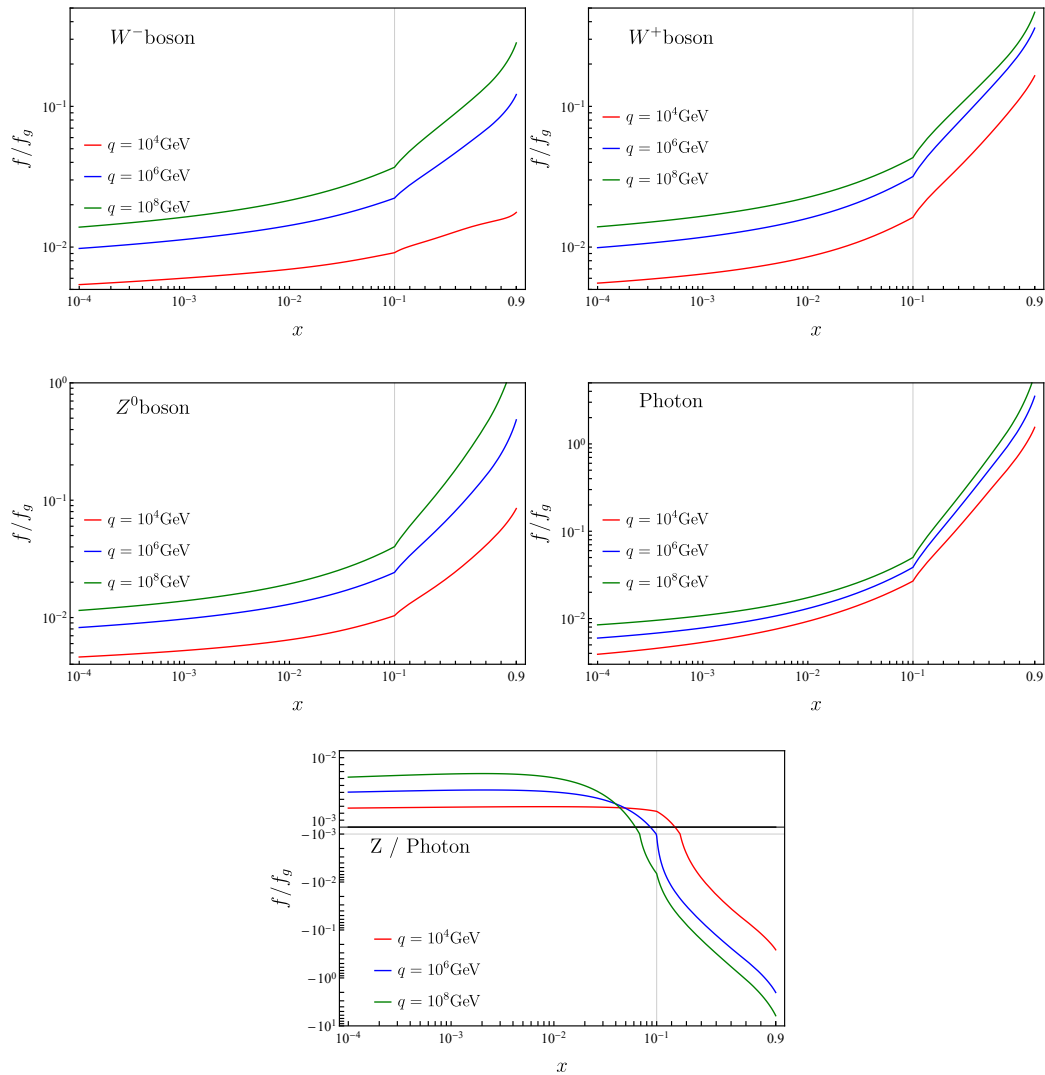 W⁻boson
f/f_g
10⁻¹
10⁻²
q = 10⁴GeV
q = 10⁶GeV
q = 10⁸GeV
10⁻⁴ 10⁻³ 10⁻² 10⁻¹ 0.9
x
W⁺boson
f/f_g
10⁻¹
10⁻²
q = 10⁴GeV
q = 10⁶GeV
q = 10⁸GeV
10⁻⁴ 10⁻³ 10⁻² 10⁻¹ 0.9
x
Z⁰boson
f/f_g
10⁰
10⁻¹
10⁻²
q = 10⁴GeV
q = 10⁶GeV
q = 10⁸GeV
10⁻⁴ 10⁻³ 10⁻² 10⁻¹ 0.9
x
Photon
f/f_g
10⁰
10⁻¹
10⁻²
q = 10⁴GeV
q = 10⁶GeV
q = 10⁸GeV
10⁻⁴ 10⁻³ 10⁻² 10⁻¹ 0.9
x
Z / Photon
f/f_g
10⁻²
10⁻³
−10⁻³
−10⁻²
−10⁻¹
−10⁰
−10¹
q = 10⁴GeV
q = 10⁶GeV
q = 10⁸GeV
10⁻⁴ 10⁻³ 10⁻² 10⁻¹ 0.9
x